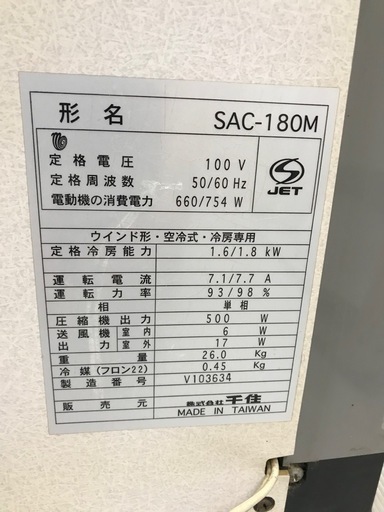 形名 SAC-180M
定格電圧 100 V
定格周波数 50/60 Hz
電動機の消費電力 660/754 W
JET
ウインド形・空冷式・冷房専用
定格冷房能力 1.6/1.8 kW
運転電流 7.1/7.7 A
運転力率 93/98 %
相 単相
圧縮機出力 500 W
送風機 室内 6 W
出力 室外 17 W
重量 26.0 Kg
冷媒(フロン22) 0.45 Kg
製造番号 V103634
販売元 株式会社 千住
MADE IN TAIWAN